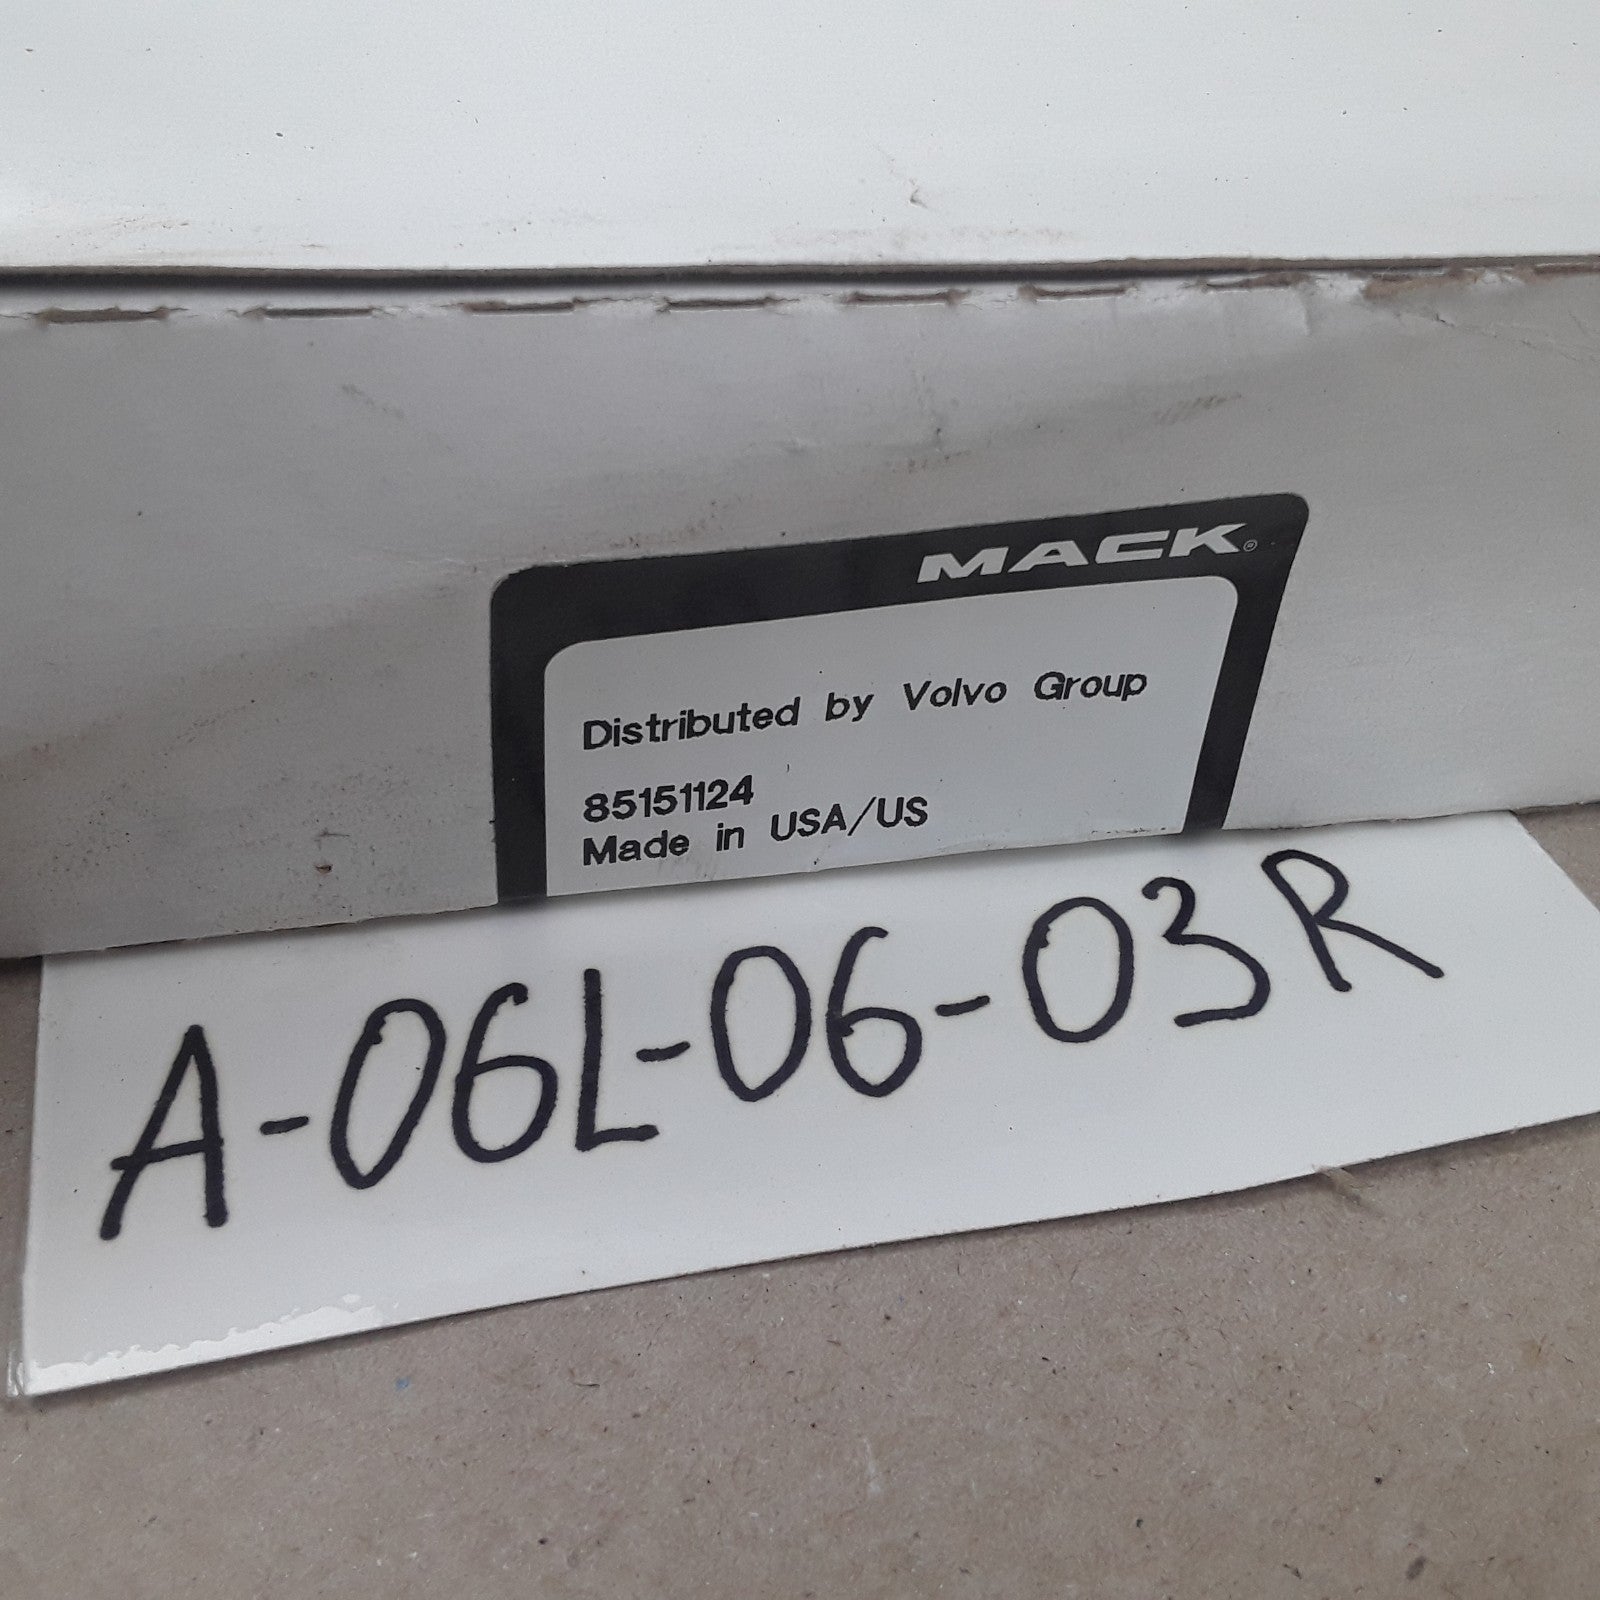 MACK®
Distributed by Volvo Group
85151124
Made in USA/US
A-06L-06-03R